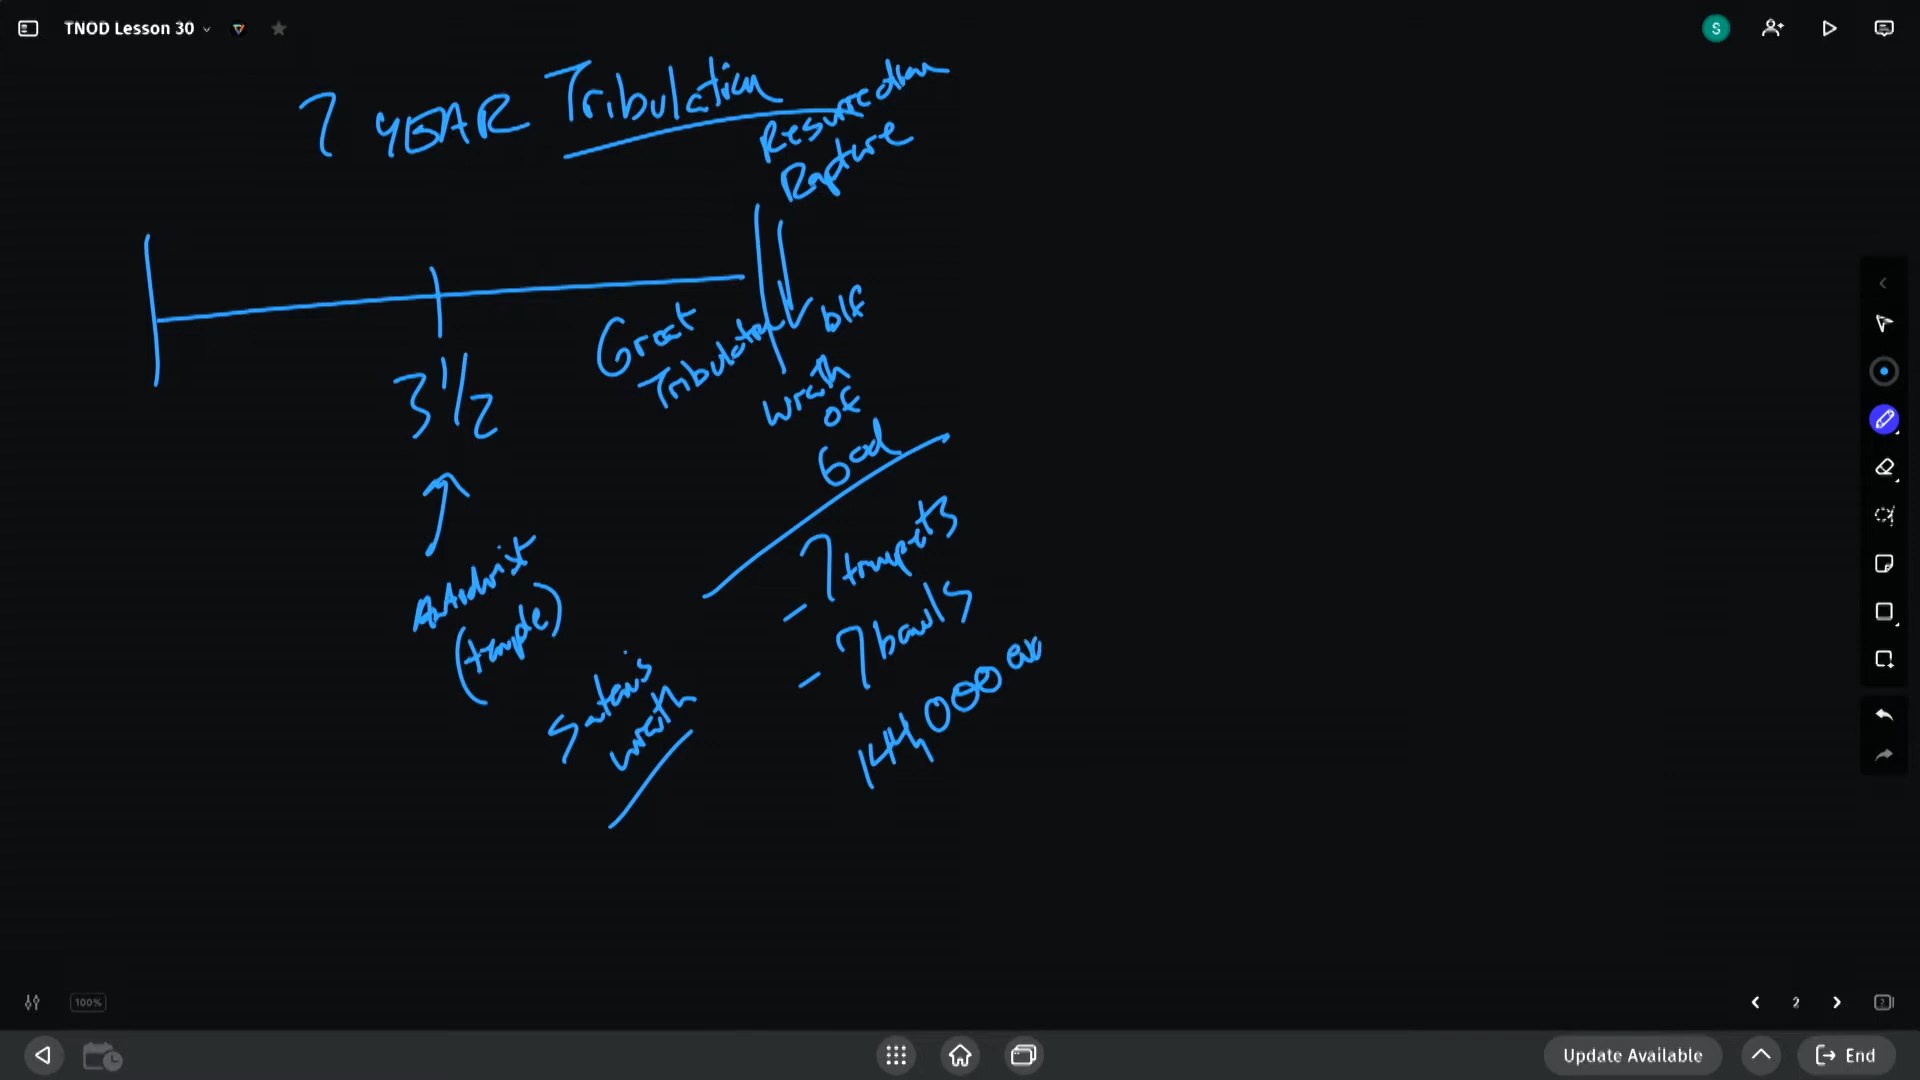 TNOD Lesson 30
S
7 YEAR Tribulation
Resurrection
Rapture
3 1/2
Great
Tribulation
b/f
wrath
of
God
Antichrist
(temple)
Satan's
wrath
- 7 trumpets
- 7 bowls
144,000
100%
2
Update Available
End